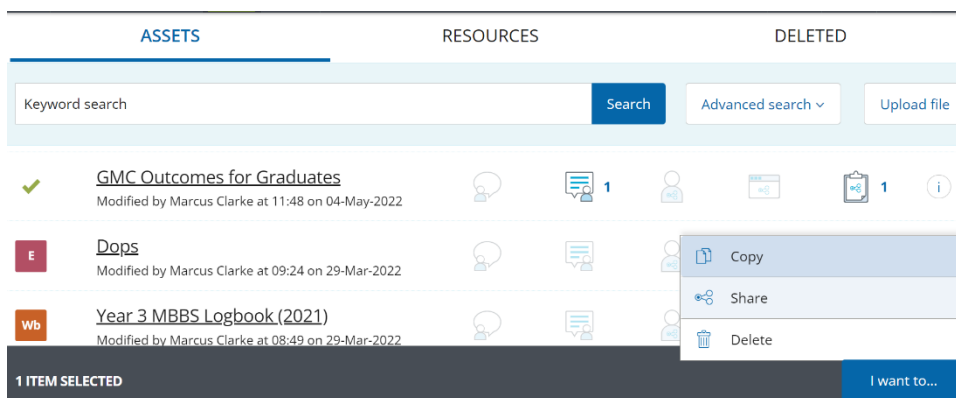 ASSETS RESOURCES DELETED
Keyword search Search Advanced search Upload file
GMC Outcomes for Graduates
Modified by Marcus Clarke at 11:48 on 04-May-2022
1 1 i
E Dops
Modified by Marcus Clarke at 09:24 on 29-Mar-2022
Copy
Share
Wb Year 3 MBBS Logbook (2021)
Modified by Marcus Clarke at 08:49 on 29-Mar-2022
Delete
1 ITEM SELECTED I want to...